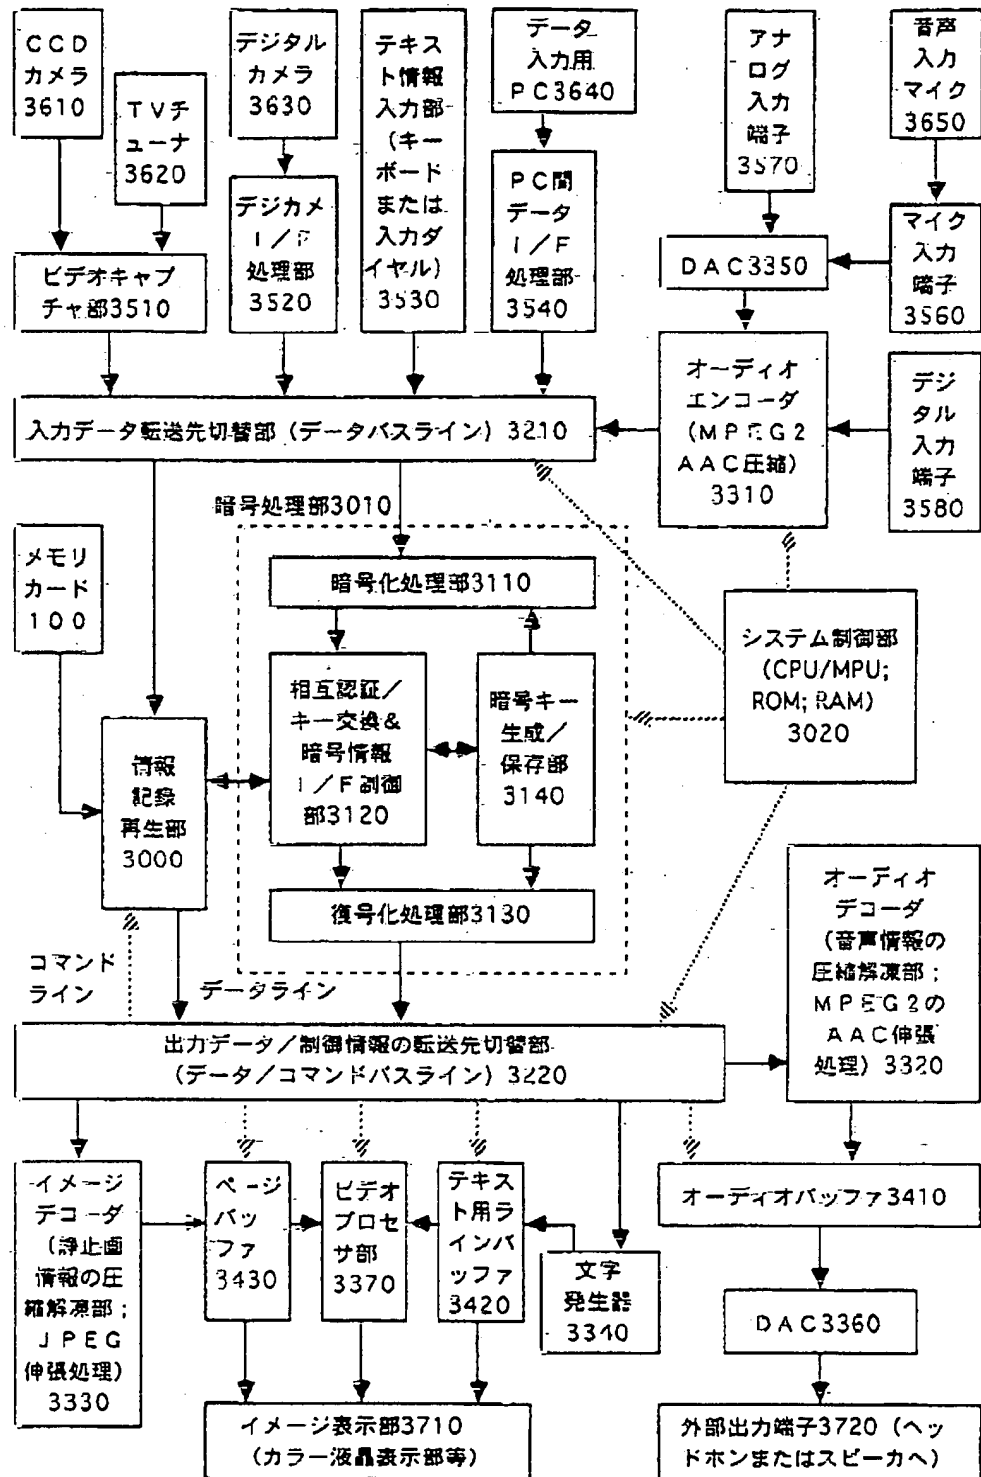 CCD
カメラ
3610
TVチ
ューナ
3620
デジタル
カメラ
3630
テキス
ト情報
入力部
(キー
ボード
または
入力ダ
イヤル)
3530
データ
入力用
PC3640
アナ
ログ
入力
端子
3570
音声
入力
マイク
3650
ビデオキャプ
チャ部3510
デジカメ
I/F
処理部
3520
PC間
データ
I/F
処理部
3540
DAC3350
マイク
入力
端子
3560
入力データ転送先切替部(データバスライン)3210
オーディオ
エンコーダ
(MPEG2
AAC圧縮)
3310
デジ
タル
入力
端子
3580
暗号処理部3010
メモリ
カード
100
暗号化処理部3110
システム制御部
(CPU/MPU;
ROM; RAM)
3020
情報
記録
再生部
3000
相互認証/
キー交換&
暗号情報
I/F制御
部3120
暗号キー
生成/
保存部
3140
復号化処理部3130
コマンド
ライン
データライン
オーディオ
デコーダ
(音声情報の
圧縮解凍部;
MPEG2の
AAC伸張
処理)3320
出力データ/制御情報の転送先切替部
(データ/コマンドバスライン)3220
イメージ
デコーダ
(静止画
情報の圧
縮解凍部;
JPEG
伸張処理)
3330
ページ
バッ
ファ
3430
ビデオ
プロセ
サ部
3370
テキス
ト用ラ
インバ
ッファ
3420
文字
発生器
3340
オーディオバッファ3410
DAC3360
イメージ表示部3710
(カラー液晶表示部等)
外部出力端子3720(ヘッ
ドホンまたはスピーカへ)